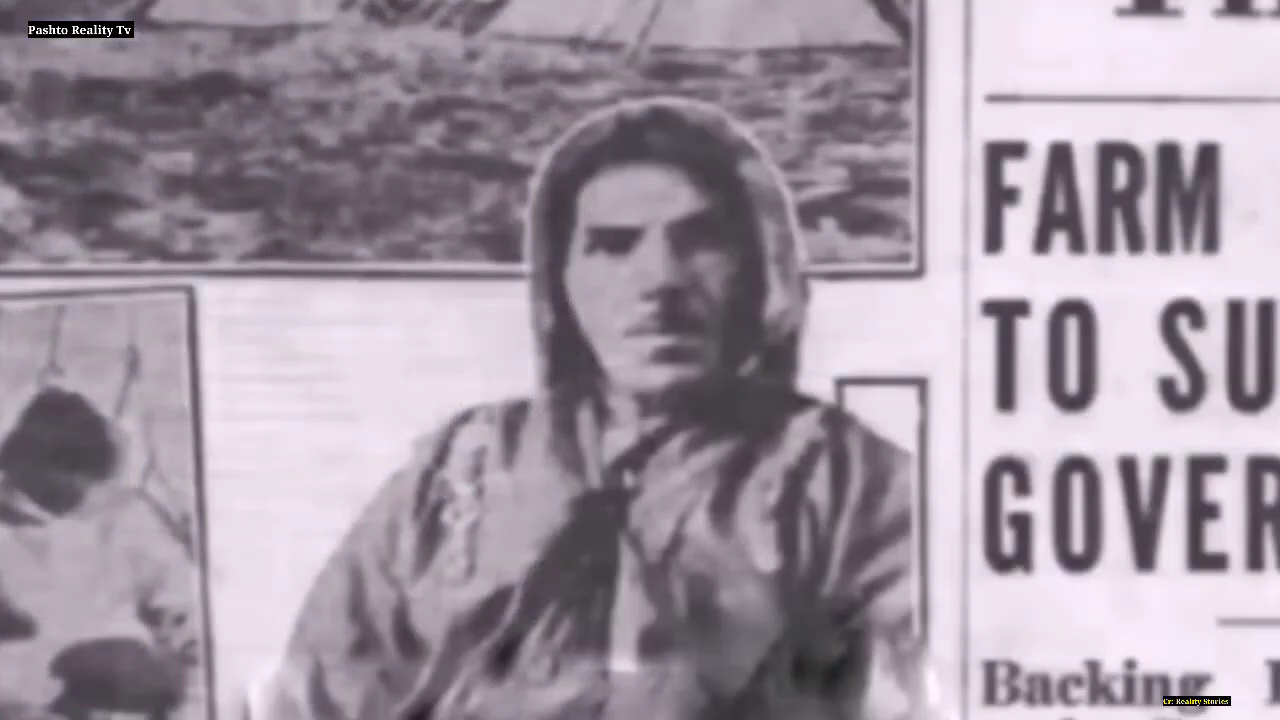 Pashto Reality Tv
FARM
TO SU
GOVER
Backing
Cr: Reality Stories